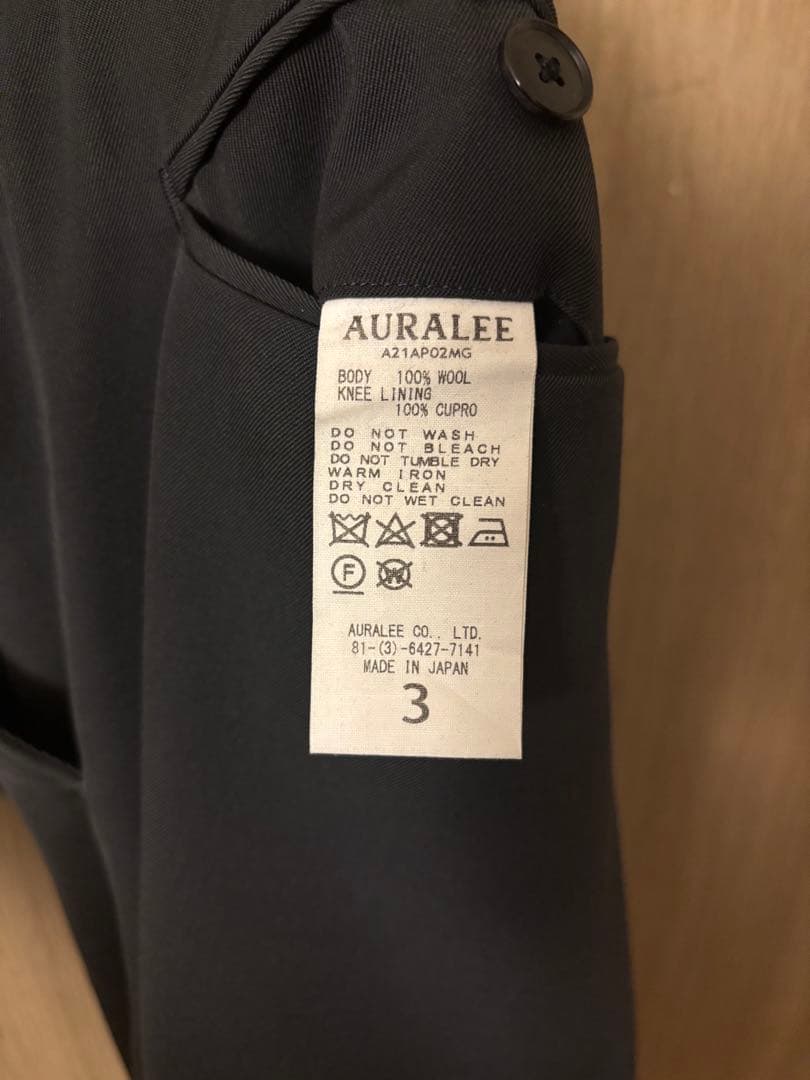 AURALEE
A21AP02MG
BODY 100% WOOL
KNEE LINING
100% CUPRO
DO NOT WASH
DO NOT BLEACH
DO NOT TUMBLE DRY
WARM IRON
DRY CLEAN
DO NOT WET CLEAN
F W
AURALEE CO., LTD.
81-(3)-6427-7141
MADE IN JAPAN
3